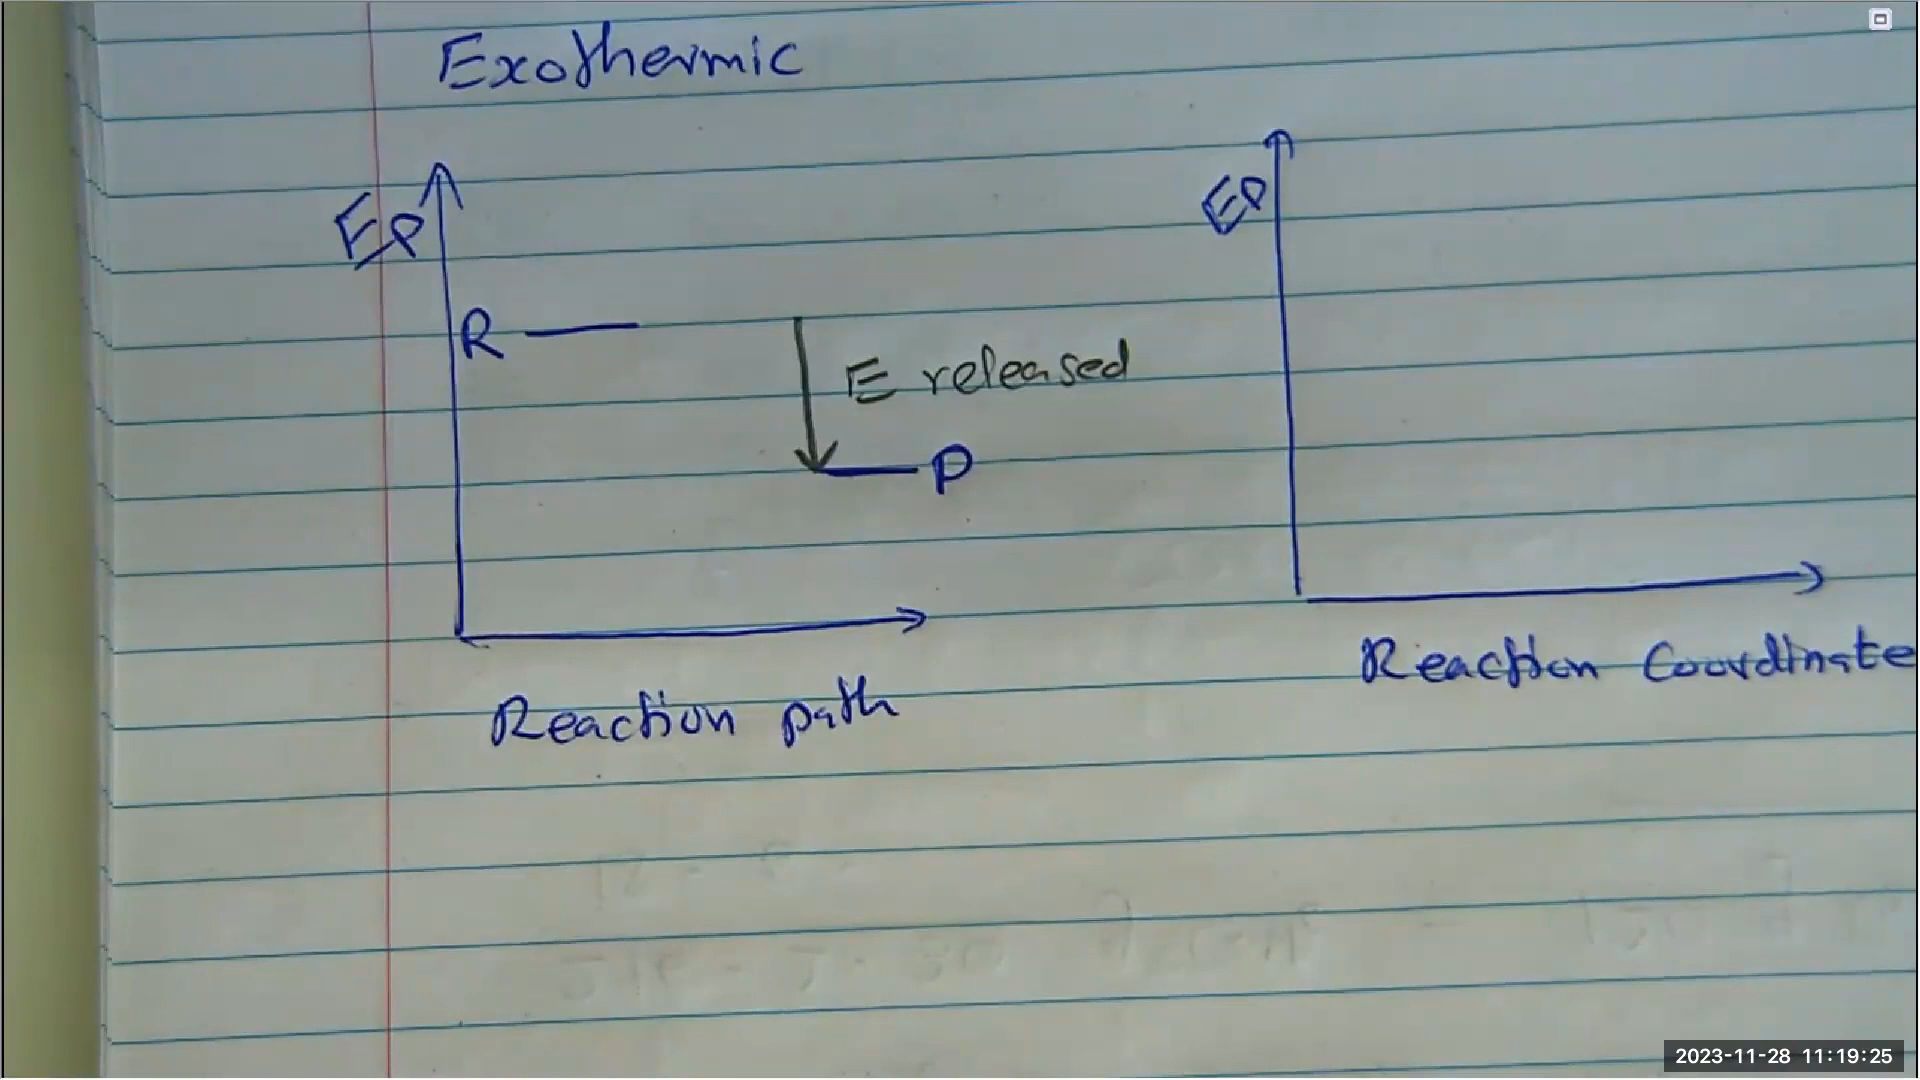 Exothermic
Ep
R
E released
P
Reaction path
Ep
Reaction Coordinate
2023-11-28 11:19:25